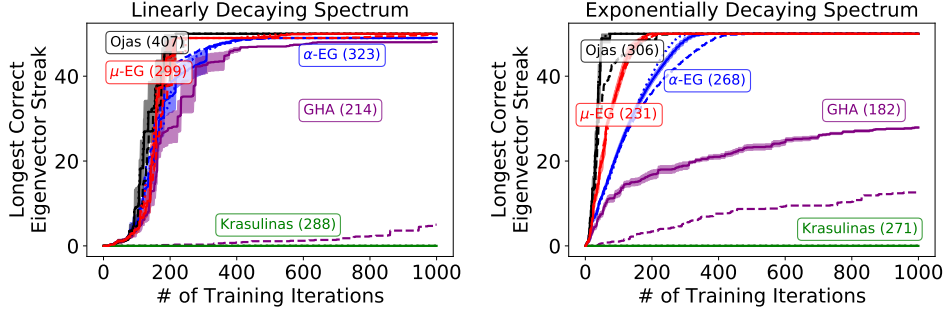 Linearly Decaying Spectrum
Longest Correct
Eigenvector Streak
40
20
0
Ojas (407)
μ-EG (299)
α-EG (323)
GHA (214)
Krasulinas (288)
0 200 400 600 800 1000
# of Training Iterations
Exponentially Decaying Spectrum
Longest Correct
Eigenvector Streak
40
20
0
Ojas (306)
α-EG (268)
μ-EG (231)
GHA (182)
Krasulinas (271)
0 200 400 600 800 1000
# of Training Iterations